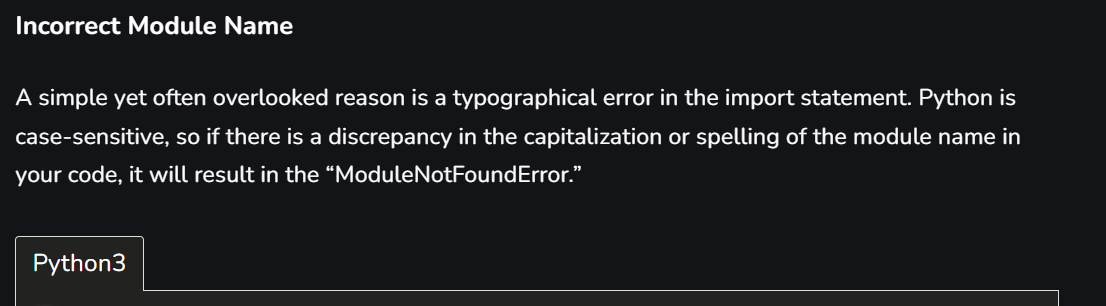 Incorrect Module Name
A simple yet often overlooked reason is a typographical error in the import statement. Python is
case-sensitive, so if there is a discrepancy in the capitalization or spelling of the module name in
your code, it will result in the “ModuleNotFoundError.”
Python3